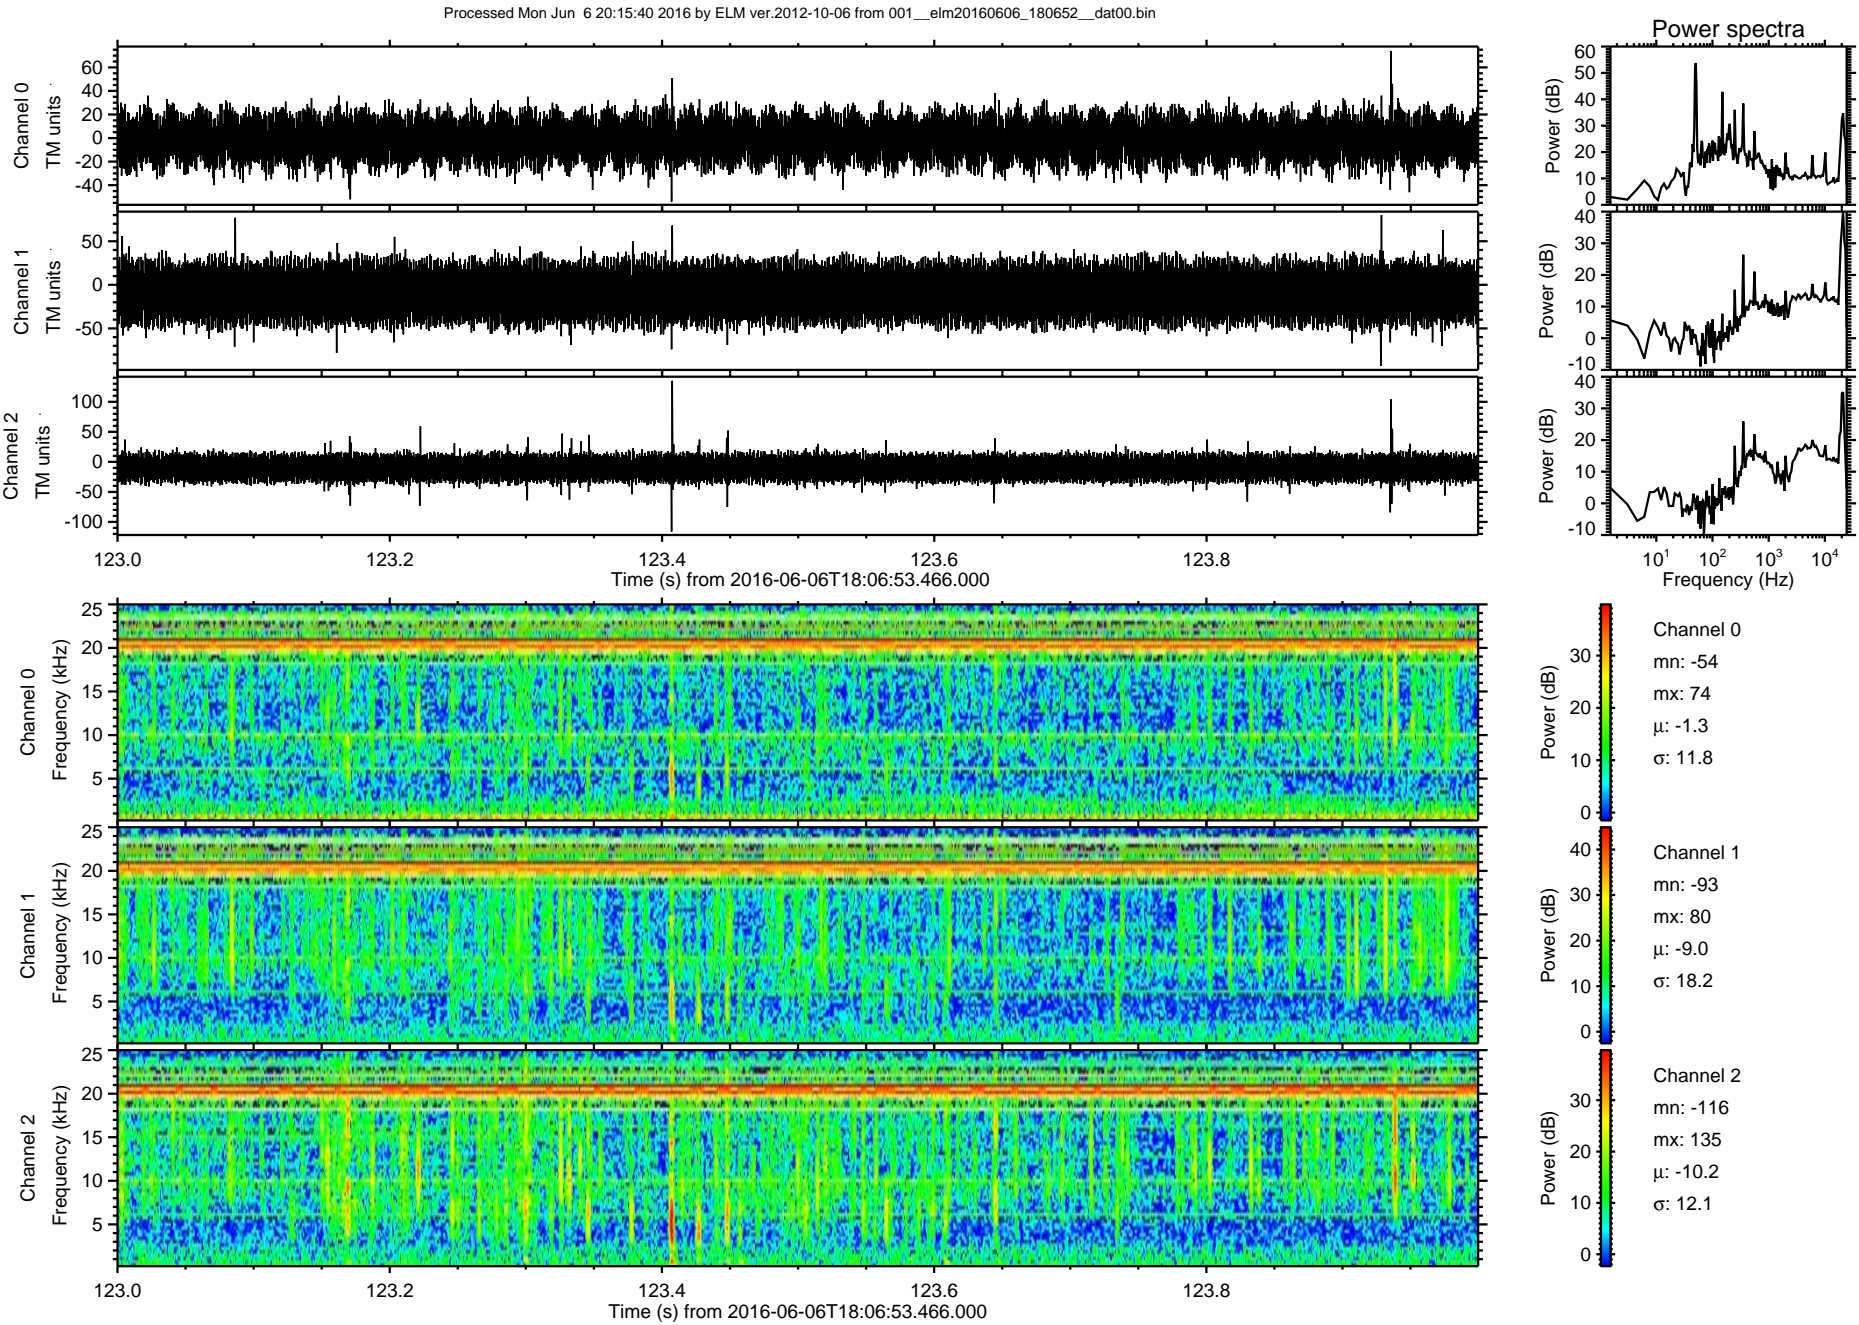 Processed Mon Jun  6 20:15:40 2016 by ELM ver.2012-10-06 from 001__elm20160606_180652__dat00.bin
Power spectra
Channel 0
TM units
60
40
20
0
-20
-40
Power (dB)
60
50
40
30
20
10
0
Channel 1
TM units
50
0
-50
Power (dB)
40
30
20
10
0
-10
Channel 2
TM units
100
50
0
-50
-100
Power (dB)
40
30
20
10
0
-10
123.0 123.2 123.4 123.6 123.8
Time (s) from 2016-06-06T18:06:53.466.000
10^1 10^2 10^3 10^4
Frequency (Hz)
Channel 0
Frequency (kHz)
25
20
15
10
5
Power (dB)
30
20
10
0
Channel 0
mn: -54
mx: 74
μ: -1.3
σ: 11.8
Channel 1
Frequency (kHz)
25
20
15
10
5
Power (dB)
40
30
20
10
0
Channel 1
mn: -93
mx: 80
μ: -9.0
σ: 18.2
Channel 2
Frequency (kHz)
25
20
15
10
5
Power (dB)
30
20
10
0
Channel 2
mn: -116
mx: 135
μ: -10.2
σ: 12.1
123.0 123.2 123.4 123.6 123.8
Time (s) from 2016-06-06T18:06:53.466.000